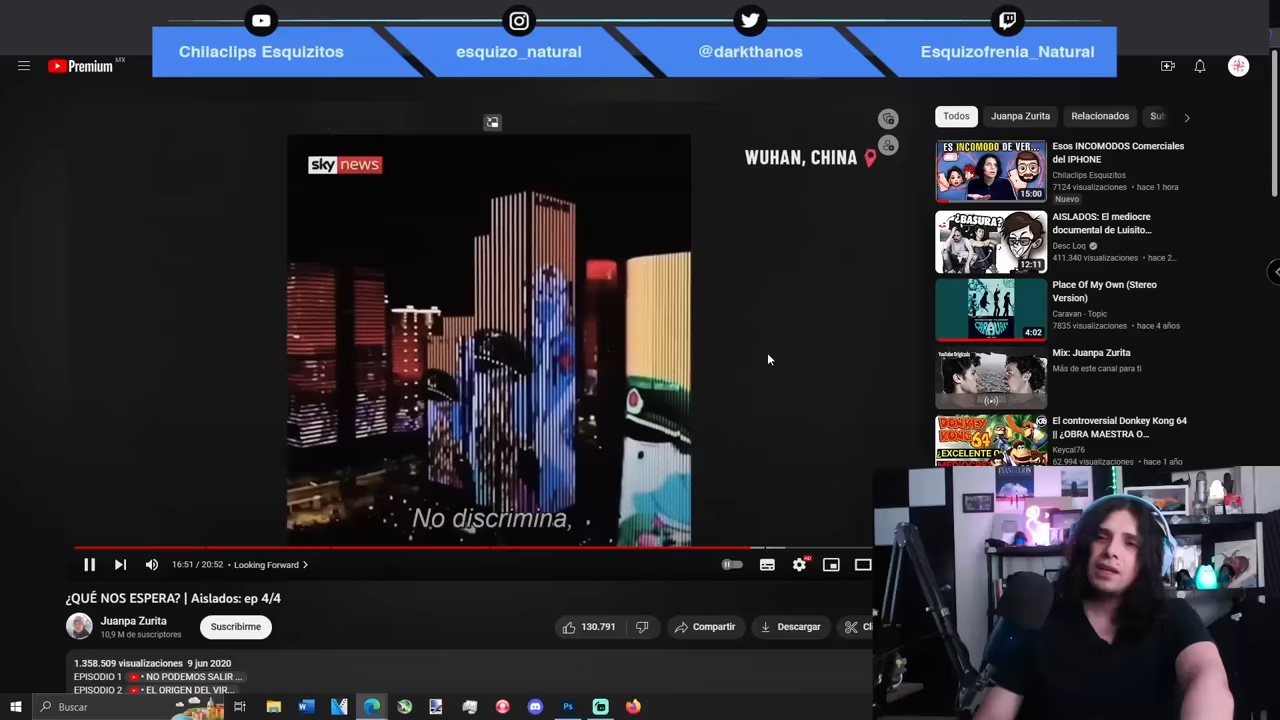 Chilaclips Esquizitos
esquizo_natural
@darkthanos
Esquizofrenia_Natural
Premium MX
sky news
WUHAN, CHINA
No discrimina,
16:51 / 20:52 • Looking Forward
¿QUÉ NOS ESPERA? | Aislados: ep 4/4
Juanpa Zurita
10,9 M de suscriptores
Suscribirme
130.791
Compartir
Descargar
1.358.509 visualizaciones 9 jun 2020
EPISODIO 1 • NO PODEMOS SALIR ...
EPISODIO 2 • EL ORIGEN DEL VIR...
Todos
Juanpa Zurita
Relacionados
ES INCOMODO DE VER...
15:00
Esos INCOMODOS Comerciales
del IPHONE
Chilaclips Esquizitos
7124 visualizaciones • hace 1 hora
Nuevo
¿BASURA?
12:11
AISLADOS: El mediocre
documental de Luisito...
Desc Loq
411.340 visualizaciones • hace 2...
4:02
Place Of My Own (Stereo
Version)
Caravan - Topic
7835 visualizaciones • hace 4 años
YouTube Originals
Mix: Juanpa Zurita
Más de este canal para ti
DONKEY
KONG
64
¿EXCELENTE O
El controversial Donkey Kong 64
|| ¿OBRA MAESTRA O...
Keycal76
62.994 visualizaciones • hace 1 año
Buscar